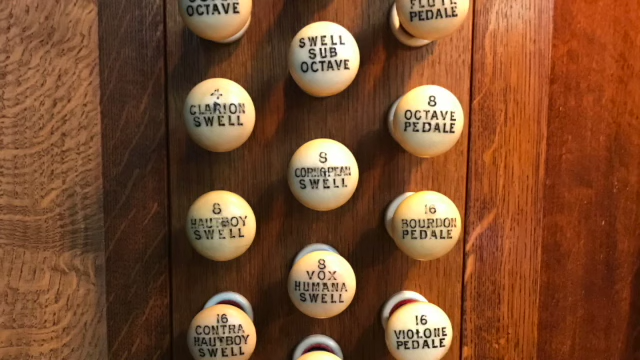 OCTAVE
FLUTE
PEDALE
SWELL
SUB
OCTAVE
4
CLARION
SWELL
8
OCTAVE
PEDALE
8
CORNOPEAN
SWELL
8
HAUTBOY
SWELL
16
BOURDON
PEDALE
8
VOX
HUMANA
SWELL
16
CONTRA
HAUTBOY
SWELL
16
VIOLONE
PEDALE